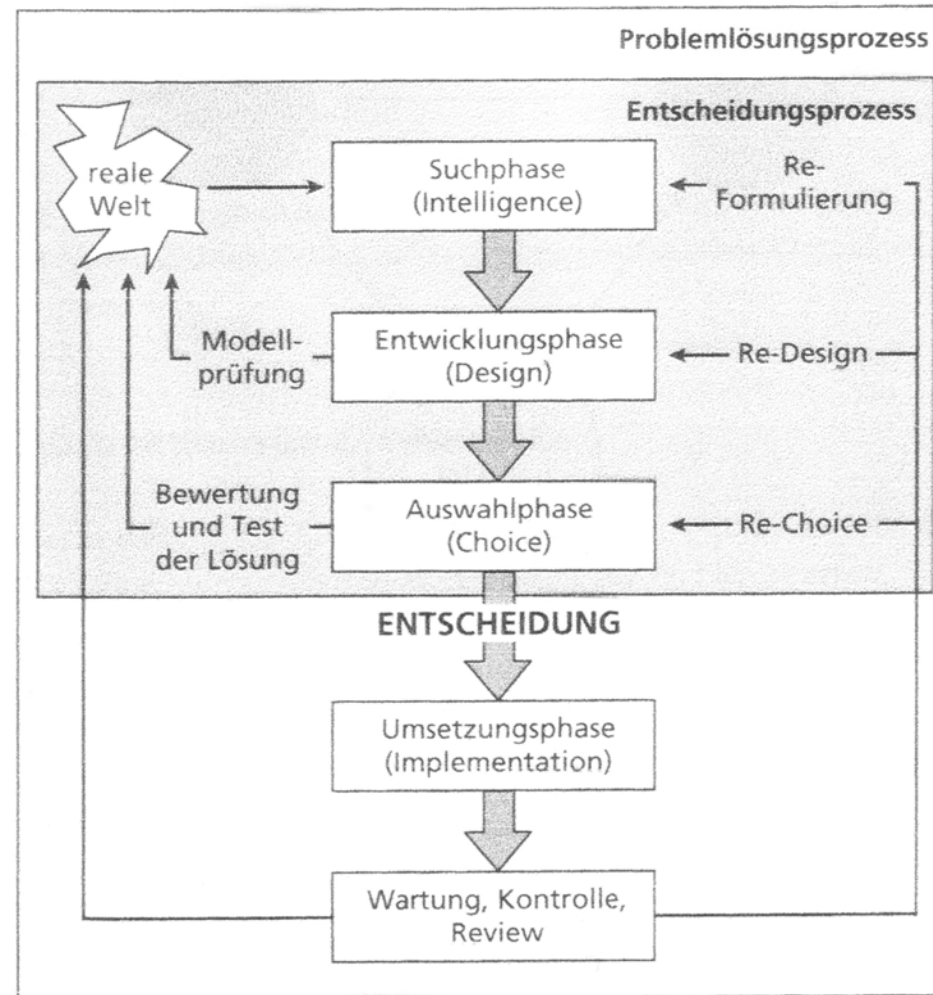 Problemlösungsprozess
Entscheidungsprozess
reale
Welt
Suchphase
(Intelligence)
Re-
Formulierung
Modell-
prüfung
Entwicklungsphase
(Design)
Re-Design
Bewertung
und Test
der Lösung
Auswahlphase
(Choice)
Re-Choice
ENTSCHEIDUNG
Umsetzungsphase
(Implementation)
Wartung, Kontrolle,
Review